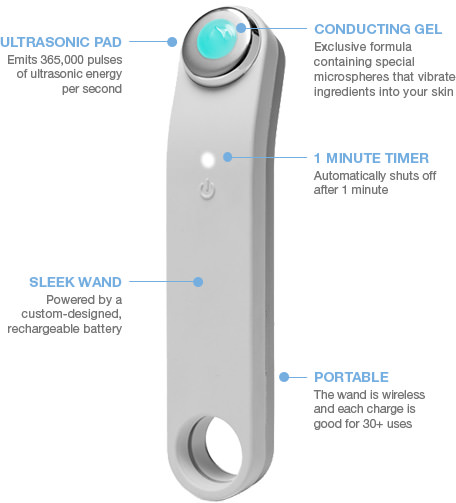 ULTRASONIC PAD
Emits 365,000 pulses
of ultrasonic energy
per second
CONDUCTING GEL
Exclusive formula
containing special
microspheres that vibrate
ingredients into your skin
1 MINUTE TIMER
Automatically shuts off
after 1 minute
SLEEK WAND
Powered by a
custom-designed,
rechargeable battery
PORTABLE
The wand is wireless
and each charge is
good for 30+ uses